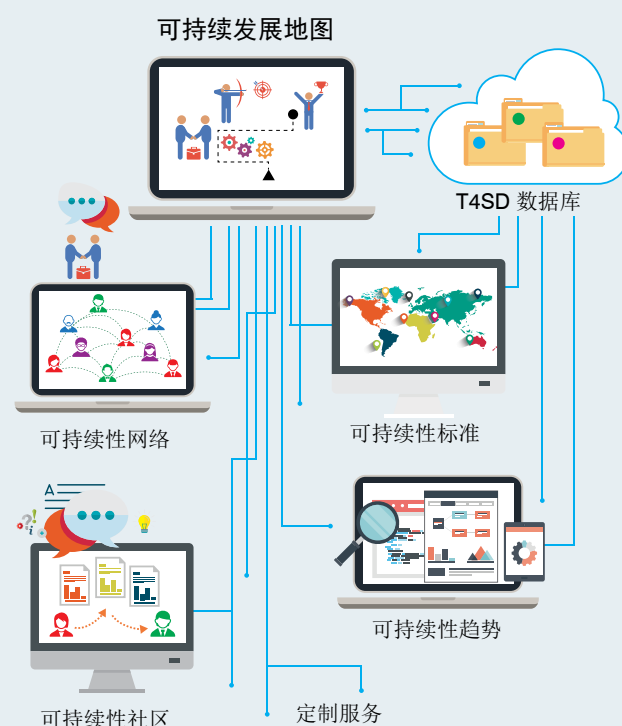 可持续发展地图
T4SD 数据库
可持续性网络
可持续性标准
A
?!
i
可持续性趋势
可持续性社区
定制服务